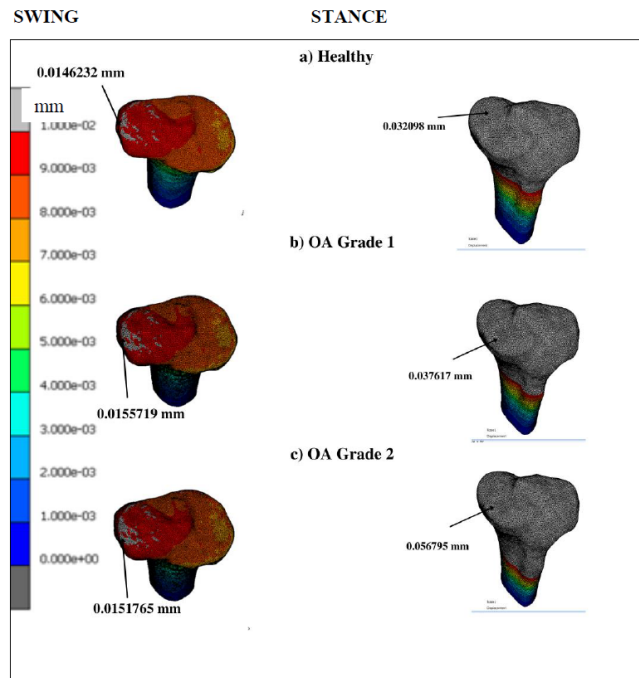 SWING STANCE
a) Healthy
0.0146232 mm
mm
1.000e-02
9.000e-03
8.000e-03
7.000e-03
6.000e-03
5.000e-03
4.000e-03
3.000e-03
2.000e-03
1.000e-03
0.000e+00
0.032098 mm
Displacement
b) OA Grade 1
0.0155719 mm
0.037617 mm
Displacement
c) OA Grade 2
0.0151765 mm
0.056795 mm
Displacement